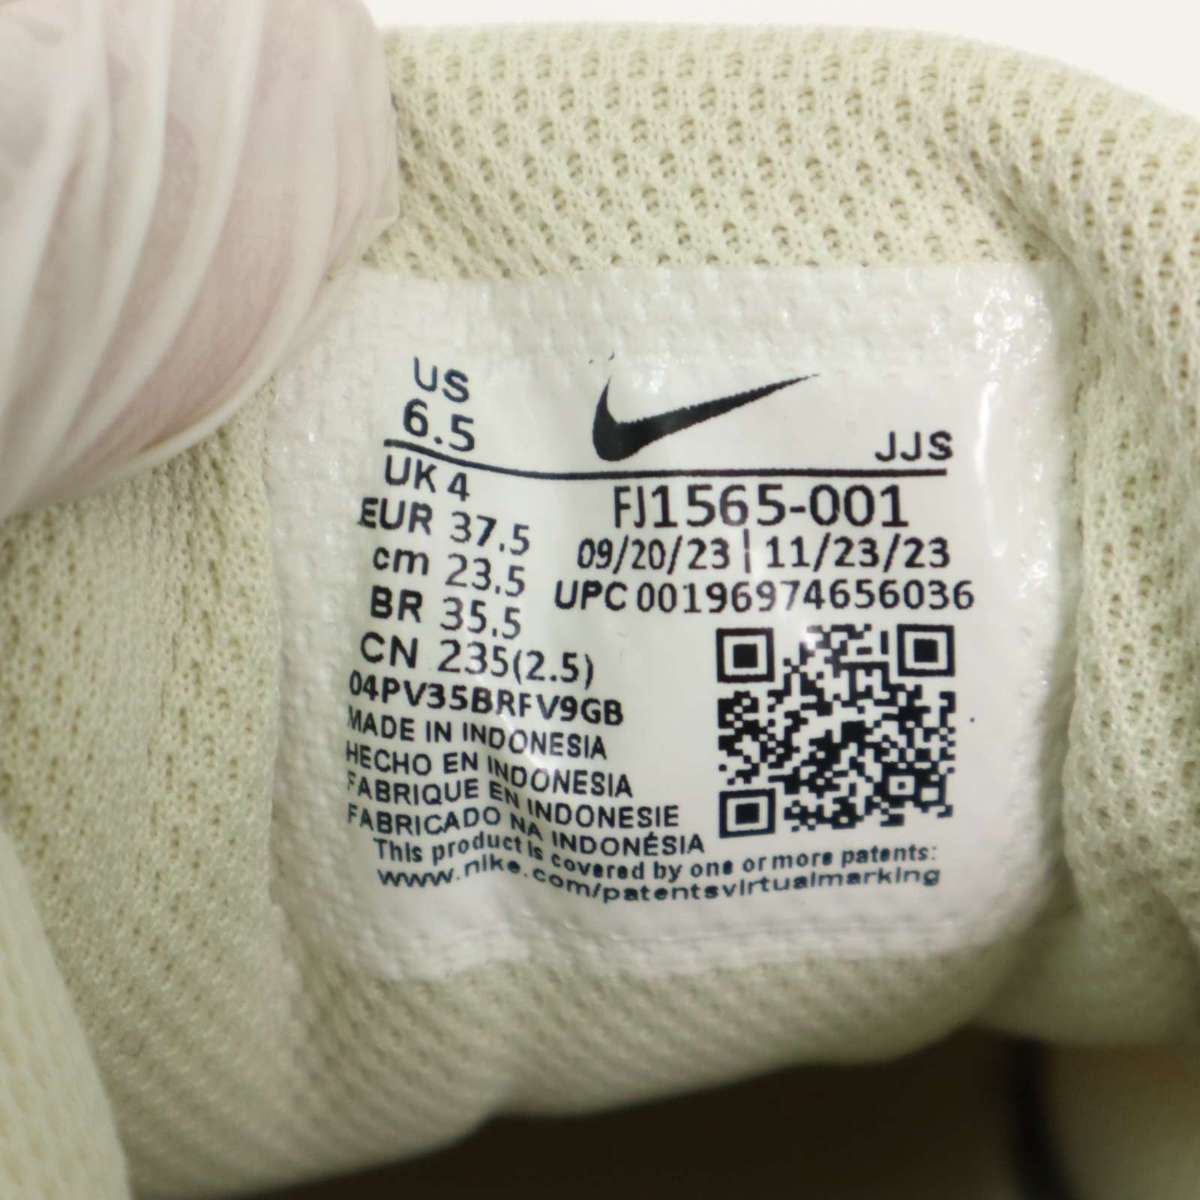 US
6.5
JJS
UK 4
EUR 37.5
cm 23.5
BR 35.5
CN 235(2.5)
04PV35BRFV9GB
MADE IN INDONESIA
HECHO EN INDONESIA
FABRIQUE EN INDONESIE
FABRICADO NA INDONÉSIA
FJ1565-001
09/20/23 | 11/23/23
UPC 00196974656036
This product is covered by one or more patents:
www.nike.com/patentsvirtualmarking